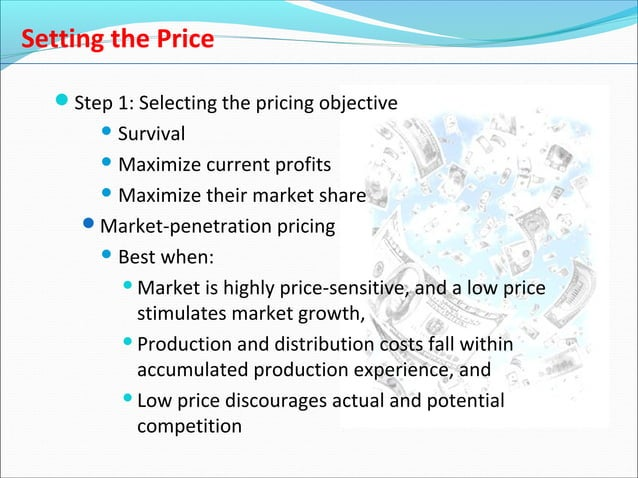 Setting the Price
Step 1: Selecting the pricing objective
Survival
Maximize current profits
Maximize their market share
Market-penetration pricing
Best when:
Market is highly price-sensitive, and a low price
stimulates market growth,
Production and distribution costs fall within
accumulated production experience, and
Low price discourages actual and potential
competition